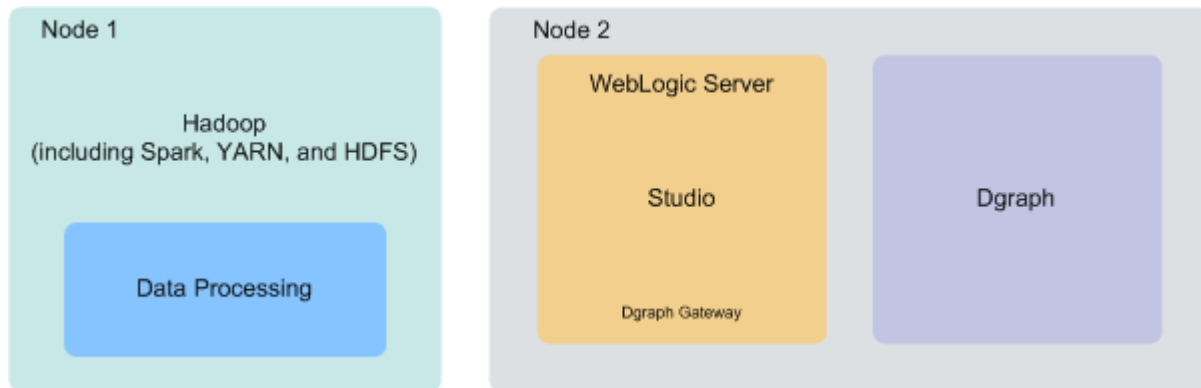 Node 1
Hadoop
(including Spark, YARN, and HDFS)
Data Processing
Node 2
WebLogic Server
Studio
Dgraph Gateway
Dgraph